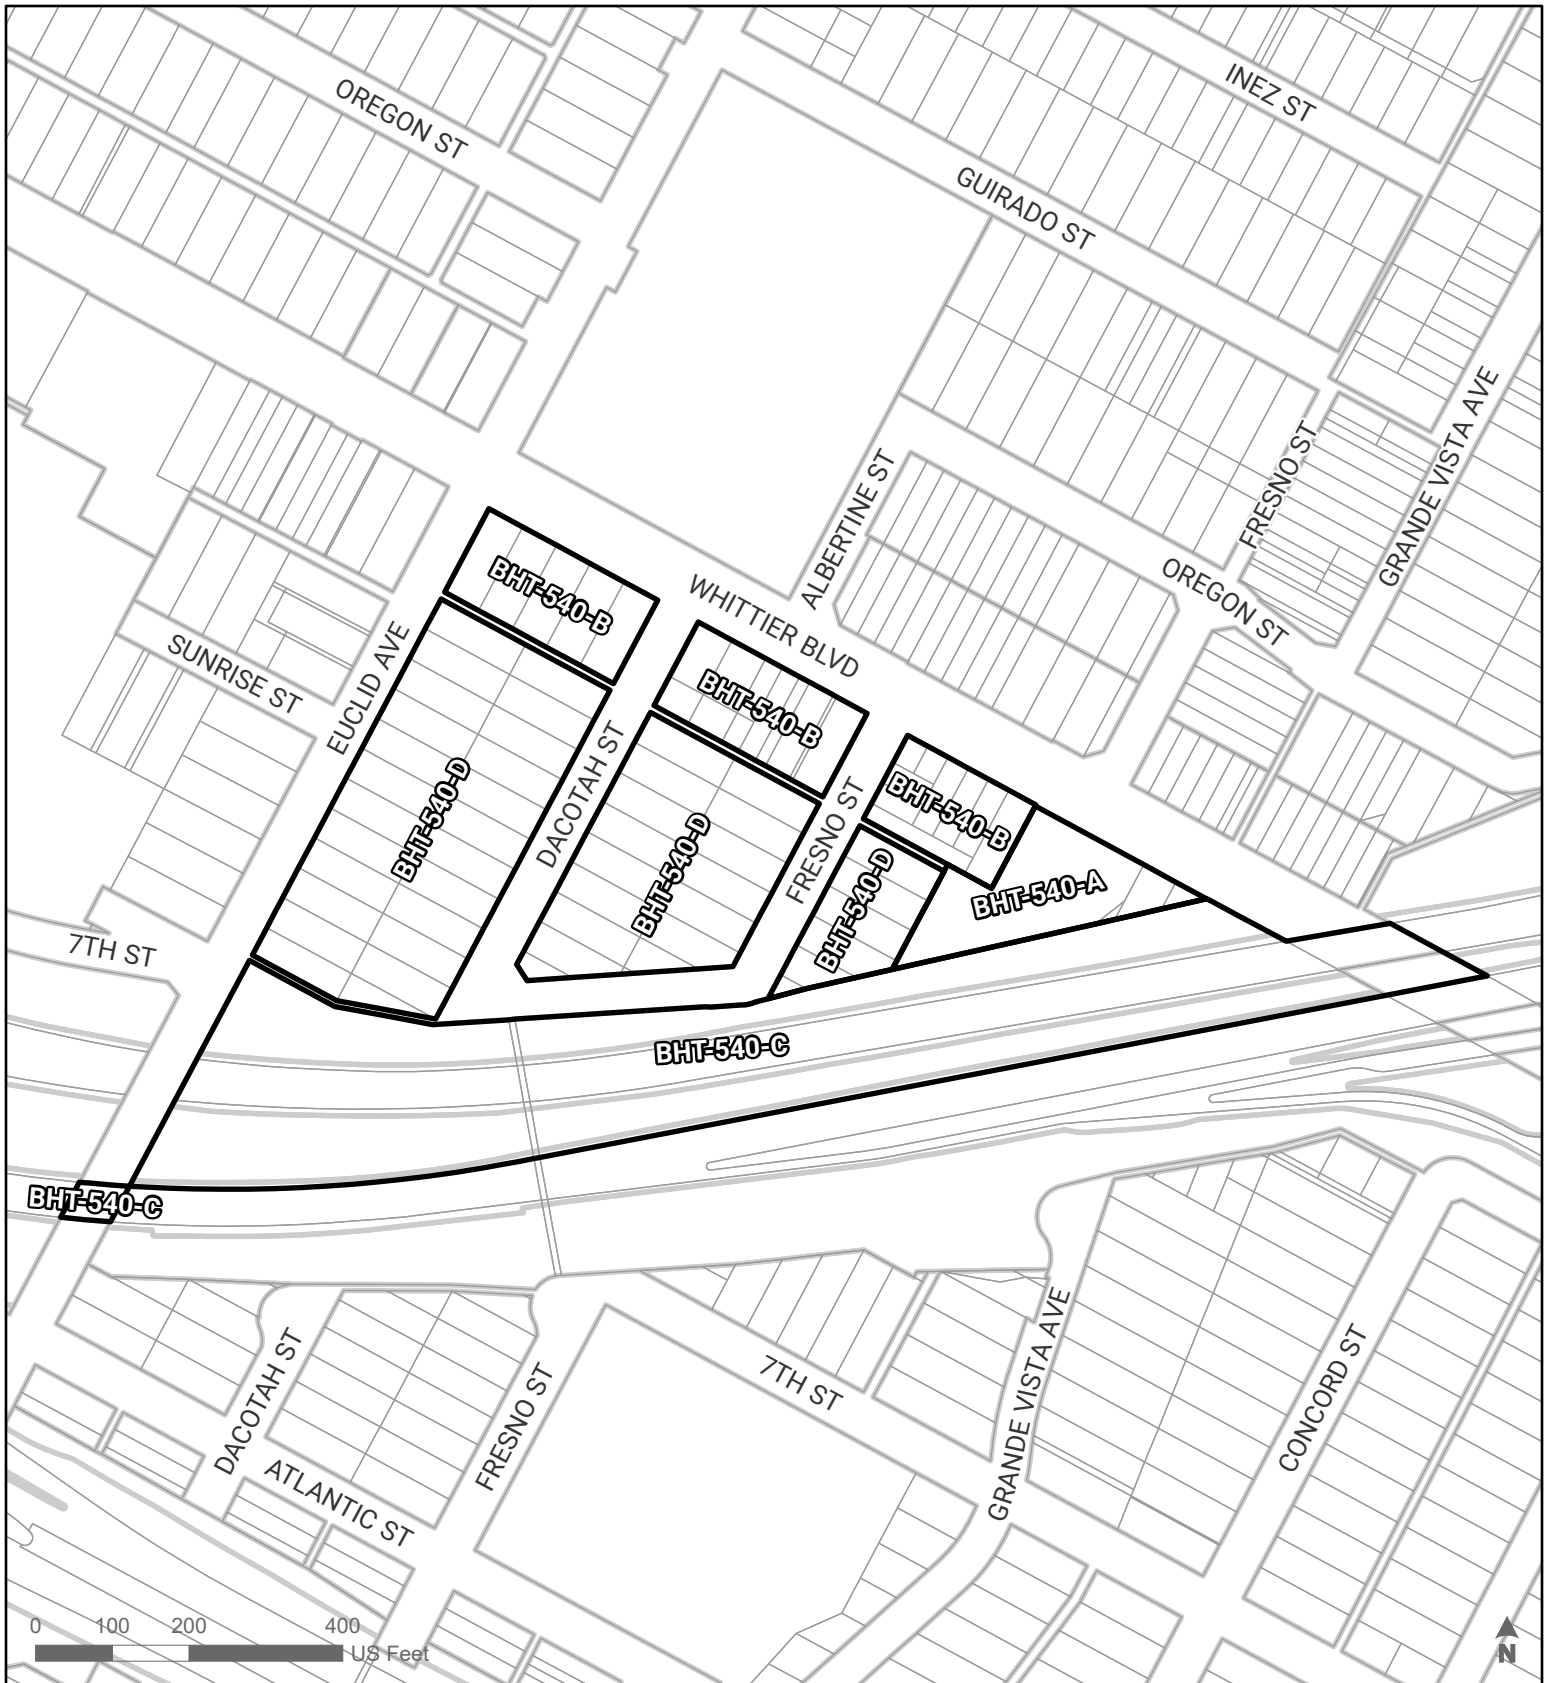 INEZ ST
OREGON ST
GUIRADO ST
GRANDE VISTA AVE
FRESNO ST
ALBERTINE ST
OREGON ST
BHT-540-B
WHITTIER BLVD
SUNRISE ST
EUCLID AVE
BHT-540-B
DACOTAH ST
BHT-540-D
BHT-540-B
FRESNO ST
BHT-540-D
BHT-540-D
BHT-540-A
7TH ST
BHT-540-C
BHT-540-C
GRANDE VISTA AVE
7TH ST
CONCORD ST
DACOTAH ST
FRESNO ST
ATLANTIC ST
0 100 200 400
US Feet
N